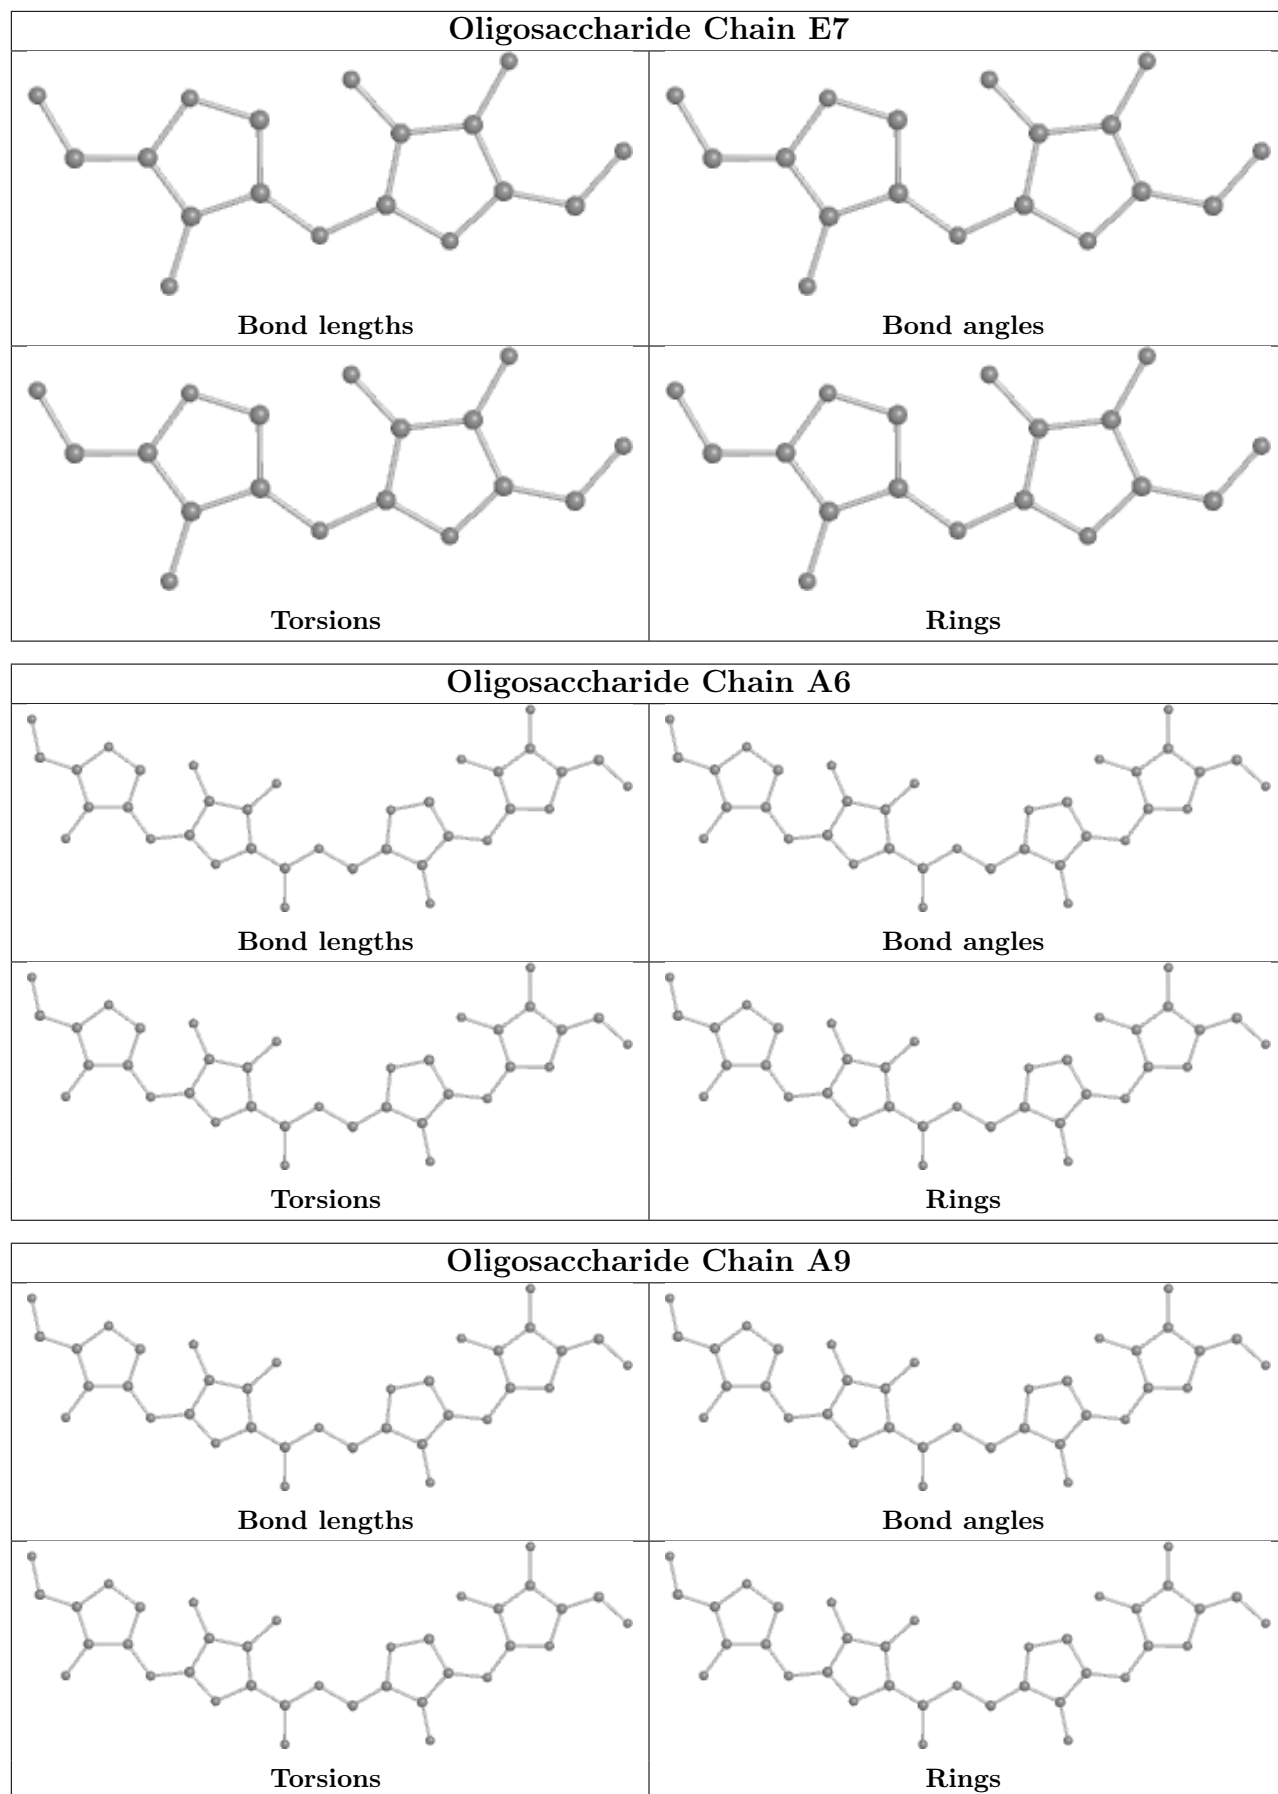 Oligosaccharide Chain E7
Bond lengths
Bond angles
Torsions
Rings
Oligosaccharide Chain A6
Bond lengths
Bond angles
Torsions
Rings
Oligosaccharide Chain A9
Bond lengths
Bond angles
Torsions
Rings